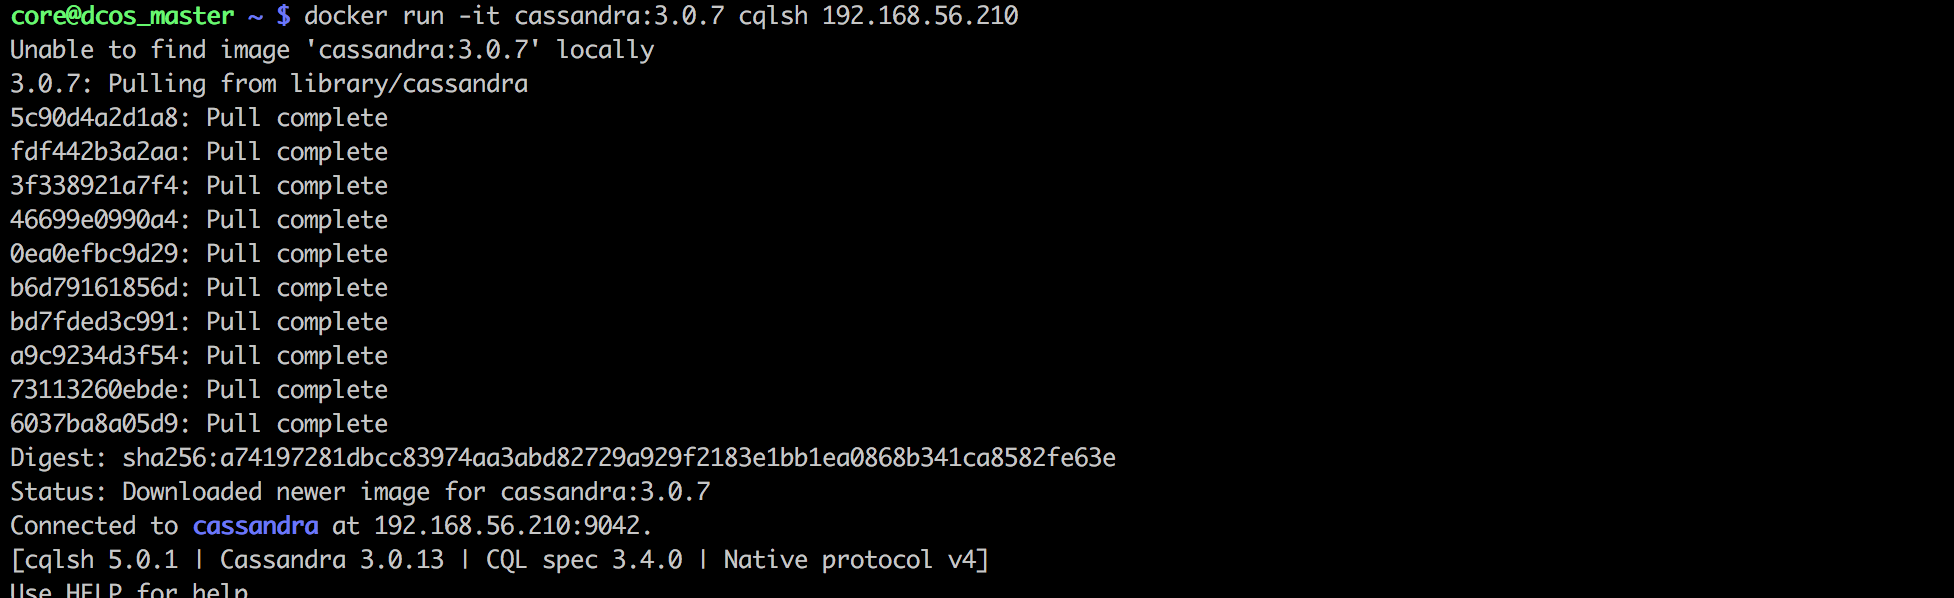 core@dcos_master ~ $ docker run -it cassandra:3.0.7 cqlsh 192.168.56.210
Unable to find image 'cassandra:3.0.7' locally
3.0.7: Pulling from library/cassandra
5c90d4a2d1a8: Pull complete
fdf442b3a2aa: Pull complete
3f338921a7f4: Pull complete
46699e0990a4: Pull complete
0ea0efbc9d29: Pull complete
b6d79161856d: Pull complete
bd7fded3c991: Pull complete
a9c9234d3f54: Pull complete
73113260ebde: Pull complete
6037ba8a05d9: Pull complete
Digest: sha256:a74197281dbcc83974aa3abd82729a929f2183e1bb1ea0868b341ca8582fe63e
Status: Downloaded newer image for cassandra:3.0.7
Connected to cassandra at 192.168.56.210:9042.
[cqlsh 5.0.1 | Cassandra 3.0.13 | CQL spec 3.4.0 | Native protocol v4]
Use HELP for help